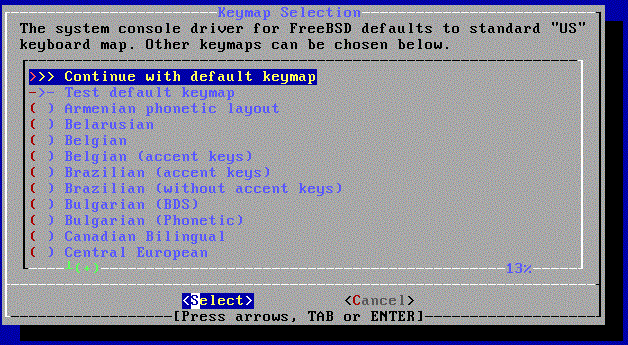 Keymap Selection
The system console driver for FreeBSD defaults to standard "US"
keyboard map. Other keymaps can be chosen below.
>>> Continue with default keymap
->- Test default keymap
( ) Armenian phonetic layout
( ) Belarusian
( ) Belgian
( ) Belgian (accent keys)
( ) Brazilian (accent keys)
( ) Brazilian (without accent keys)
( ) Bulgarian (BDS)
( ) Bulgarian (Phonetic)
( ) Canadian Bilingual
( ) Central European
13%
<Select> <Cancel>
[Press arrows, TAB or ENTER]